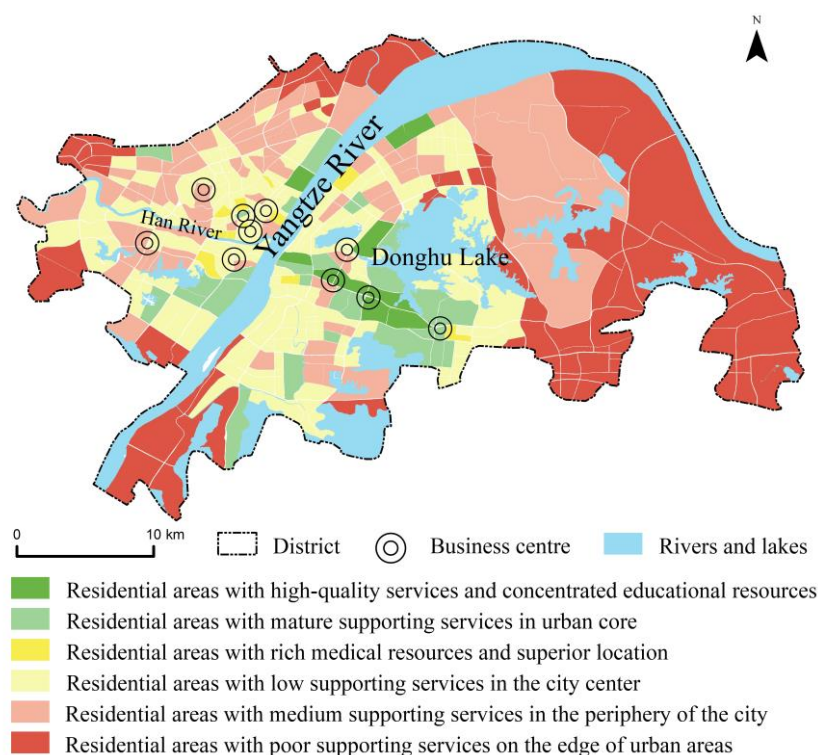 N
Yangtze River
Han River
Donghu Lake
0 10 km
District
Business centre
Rivers and lakes
Residential areas with high-quality services and concentrated educational resources
Residential areas with mature supporting services in urban core
Residential areas with rich medical resources and superior location
Residential areas with low supporting services in the city center
Residential areas with medium supporting services in the periphery of the city
Residential areas with poor supporting services on the edge of urban areas